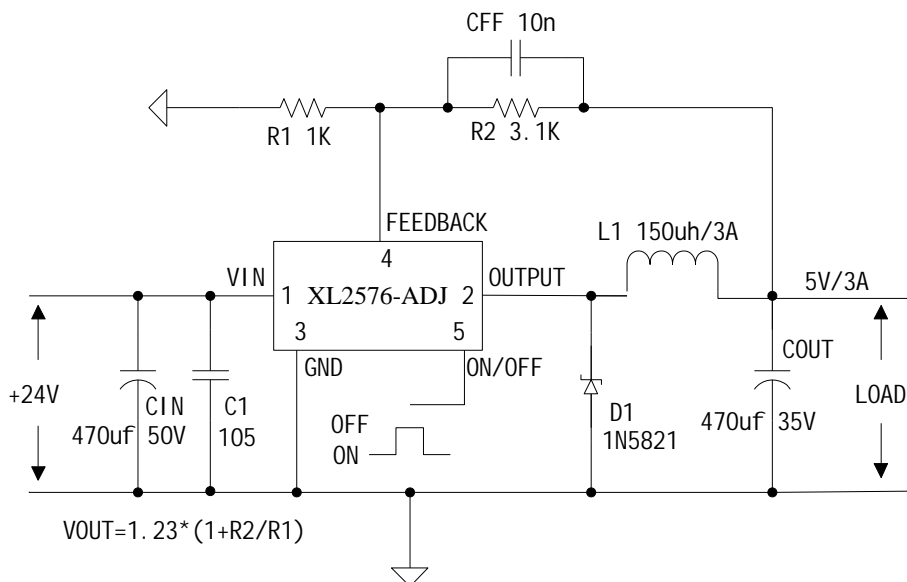 CFF 10n
R1 1K
R2 3.1K
FEEDBACK
L1 150uh/3A
4
VIN
OUTPUT
5V/3A
1 XL2576-ADJ 2
3
5
GND
ON/OFF
COUT
+24V
CIN
C1
D1
LOAD
470uf 50V
105
OFF
1N5821
470uf 35V
ON
VOUT=1.23*(1+R2/R1)